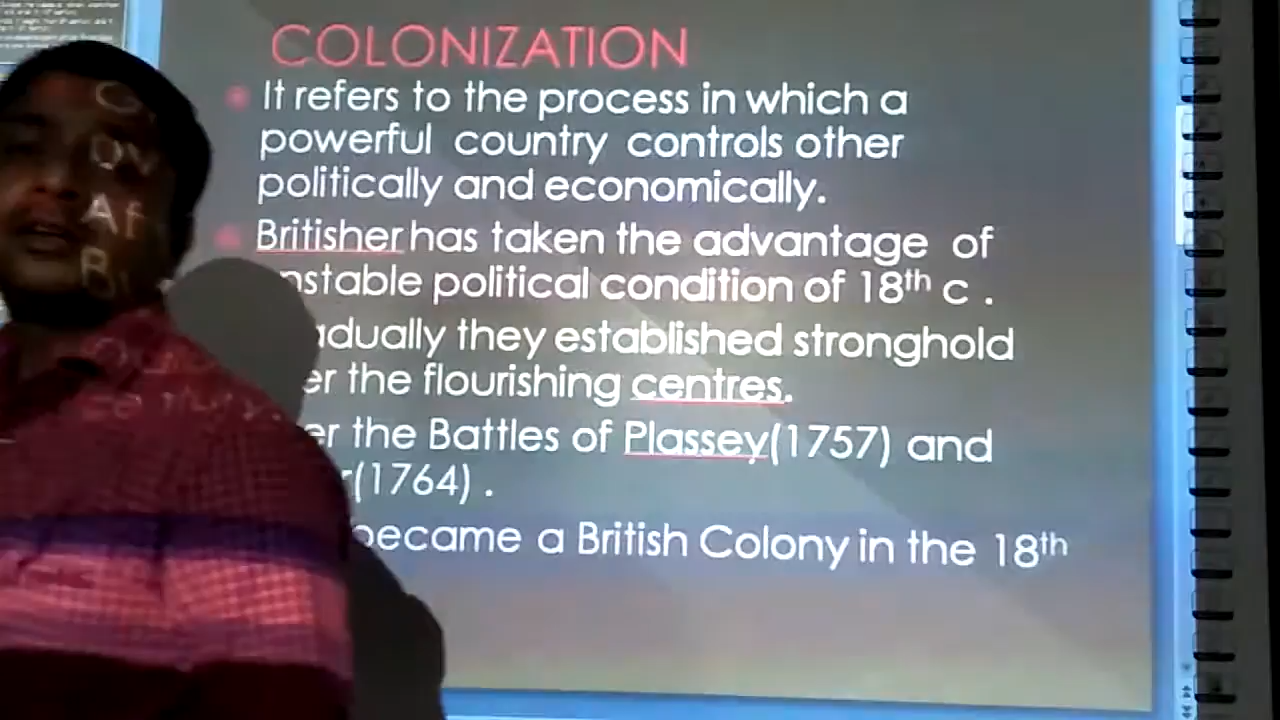 COLONIZATION
It refers to the process in which a
powerful country controls other
politically and economically.
Britisher has taken the advantage of
nstable political condition of 18th c .
adually they established stronghold
er the flourishing centres.
er the Battles of Plassey(1757) and
r(1764) .
became a British Colony in the 18th